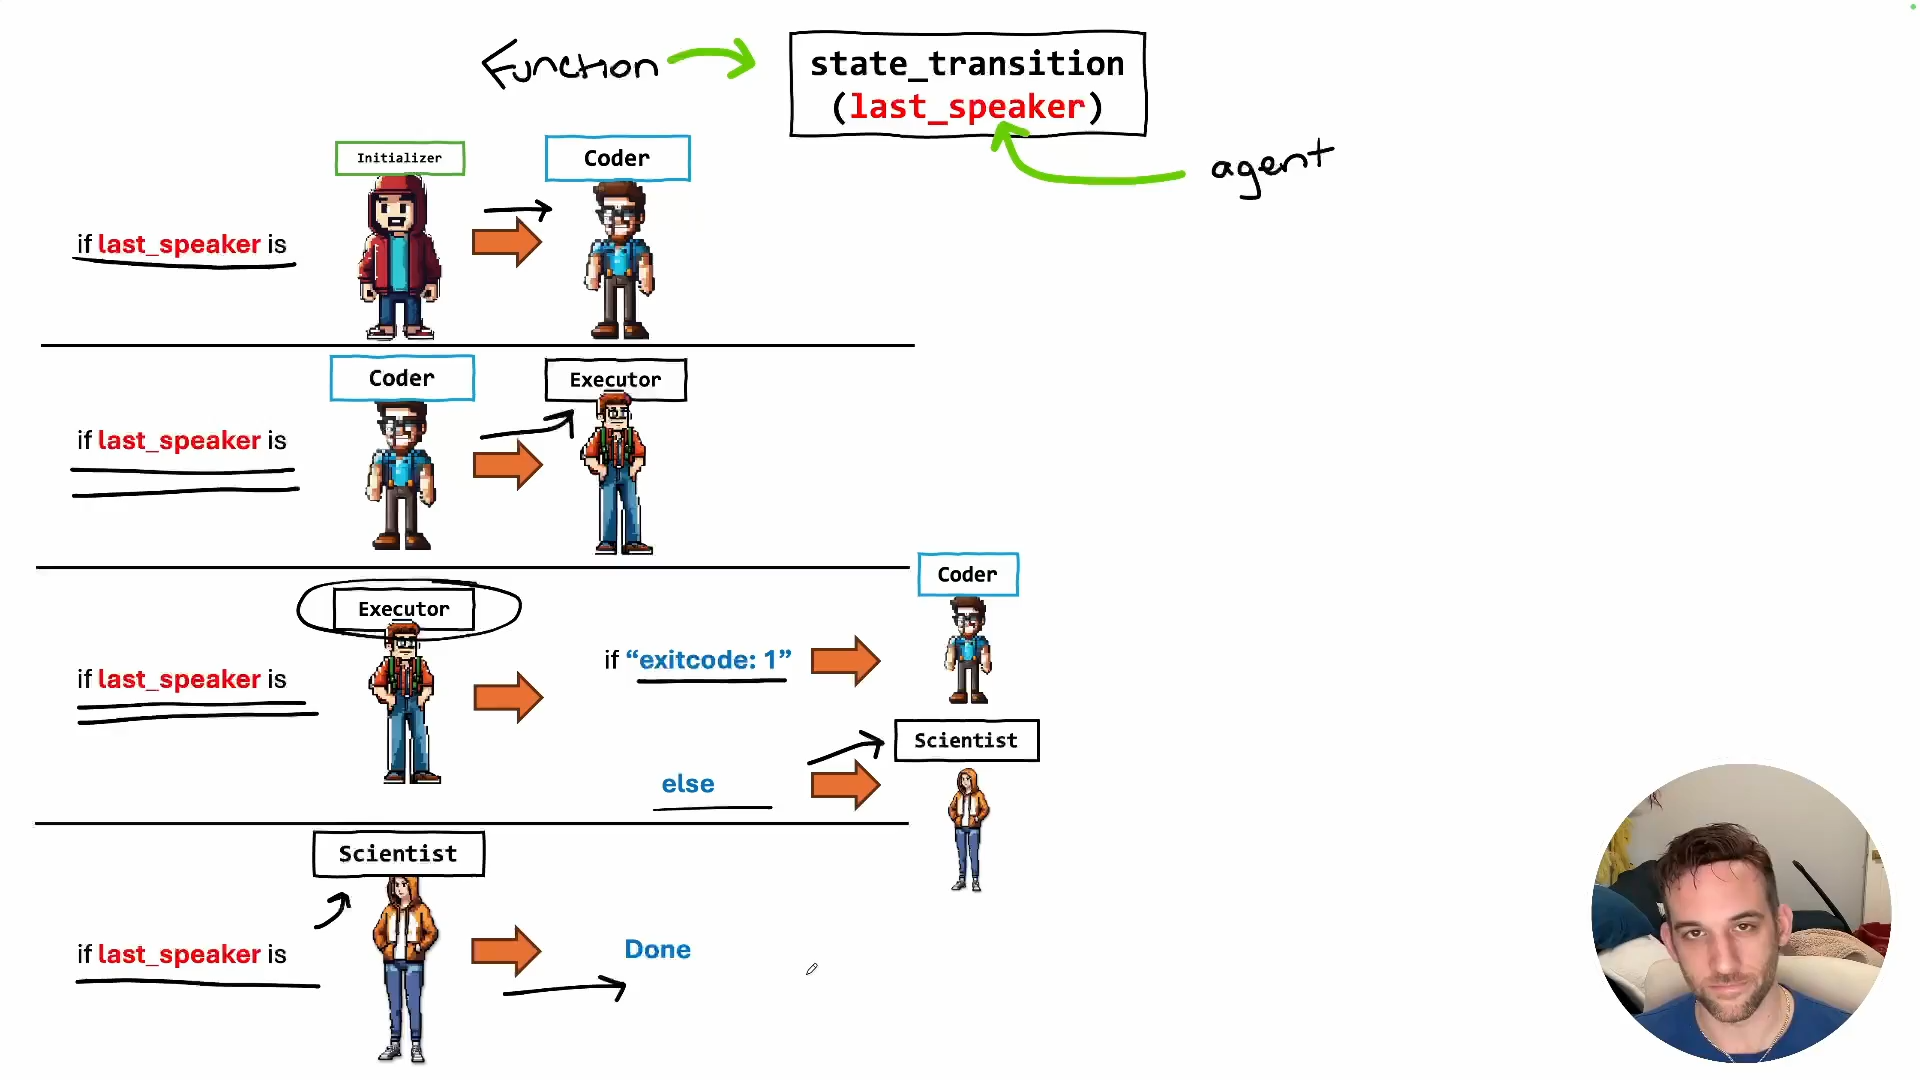 Function
state_transition
(last_speaker)
agent
Initializer
Coder
if last_speaker is
Coder
Executor
if last_speaker is
Coder
Executor
if "exitcode: 1"
if last_speaker is
Scientist
else
Scientist
if last_speaker is
Done